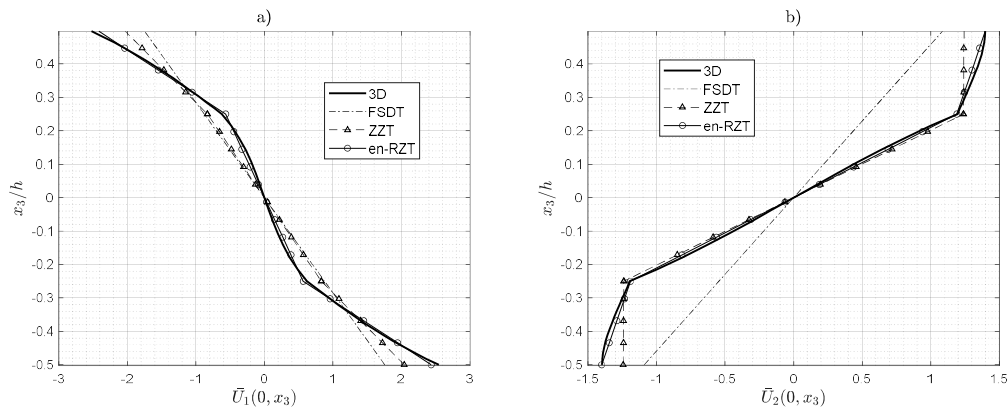 a)
0.4
0.3
0.2
0.1
0
-0.1
-0.2
-0.3
-0.4
-0.5
-3
-2
-1
0
1
2
3
x₃/h
Ū₁(0, x₃)
3D
FSDT
ZZT
en-RZT
b)
0.4
0.3
0.2
0.1
0
-0.1
-0.2
-0.3
-0.4
-0.5
-1.5
-1
-0.5
0
0.5
1
1.5
x₃/h
Ū₂(0, x₃)
3D
FSDT
ZZT
en-RZT